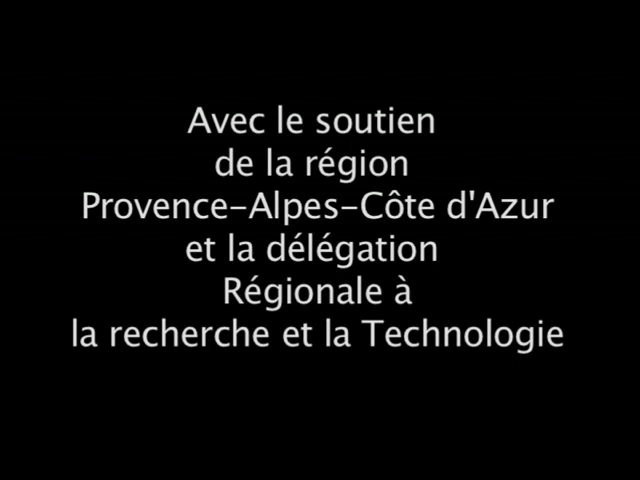 Avec le soutien
de la région
Provence-Alpes-Côte d'Azur
et la délégation
Régionale à
la recherche et la Technologie